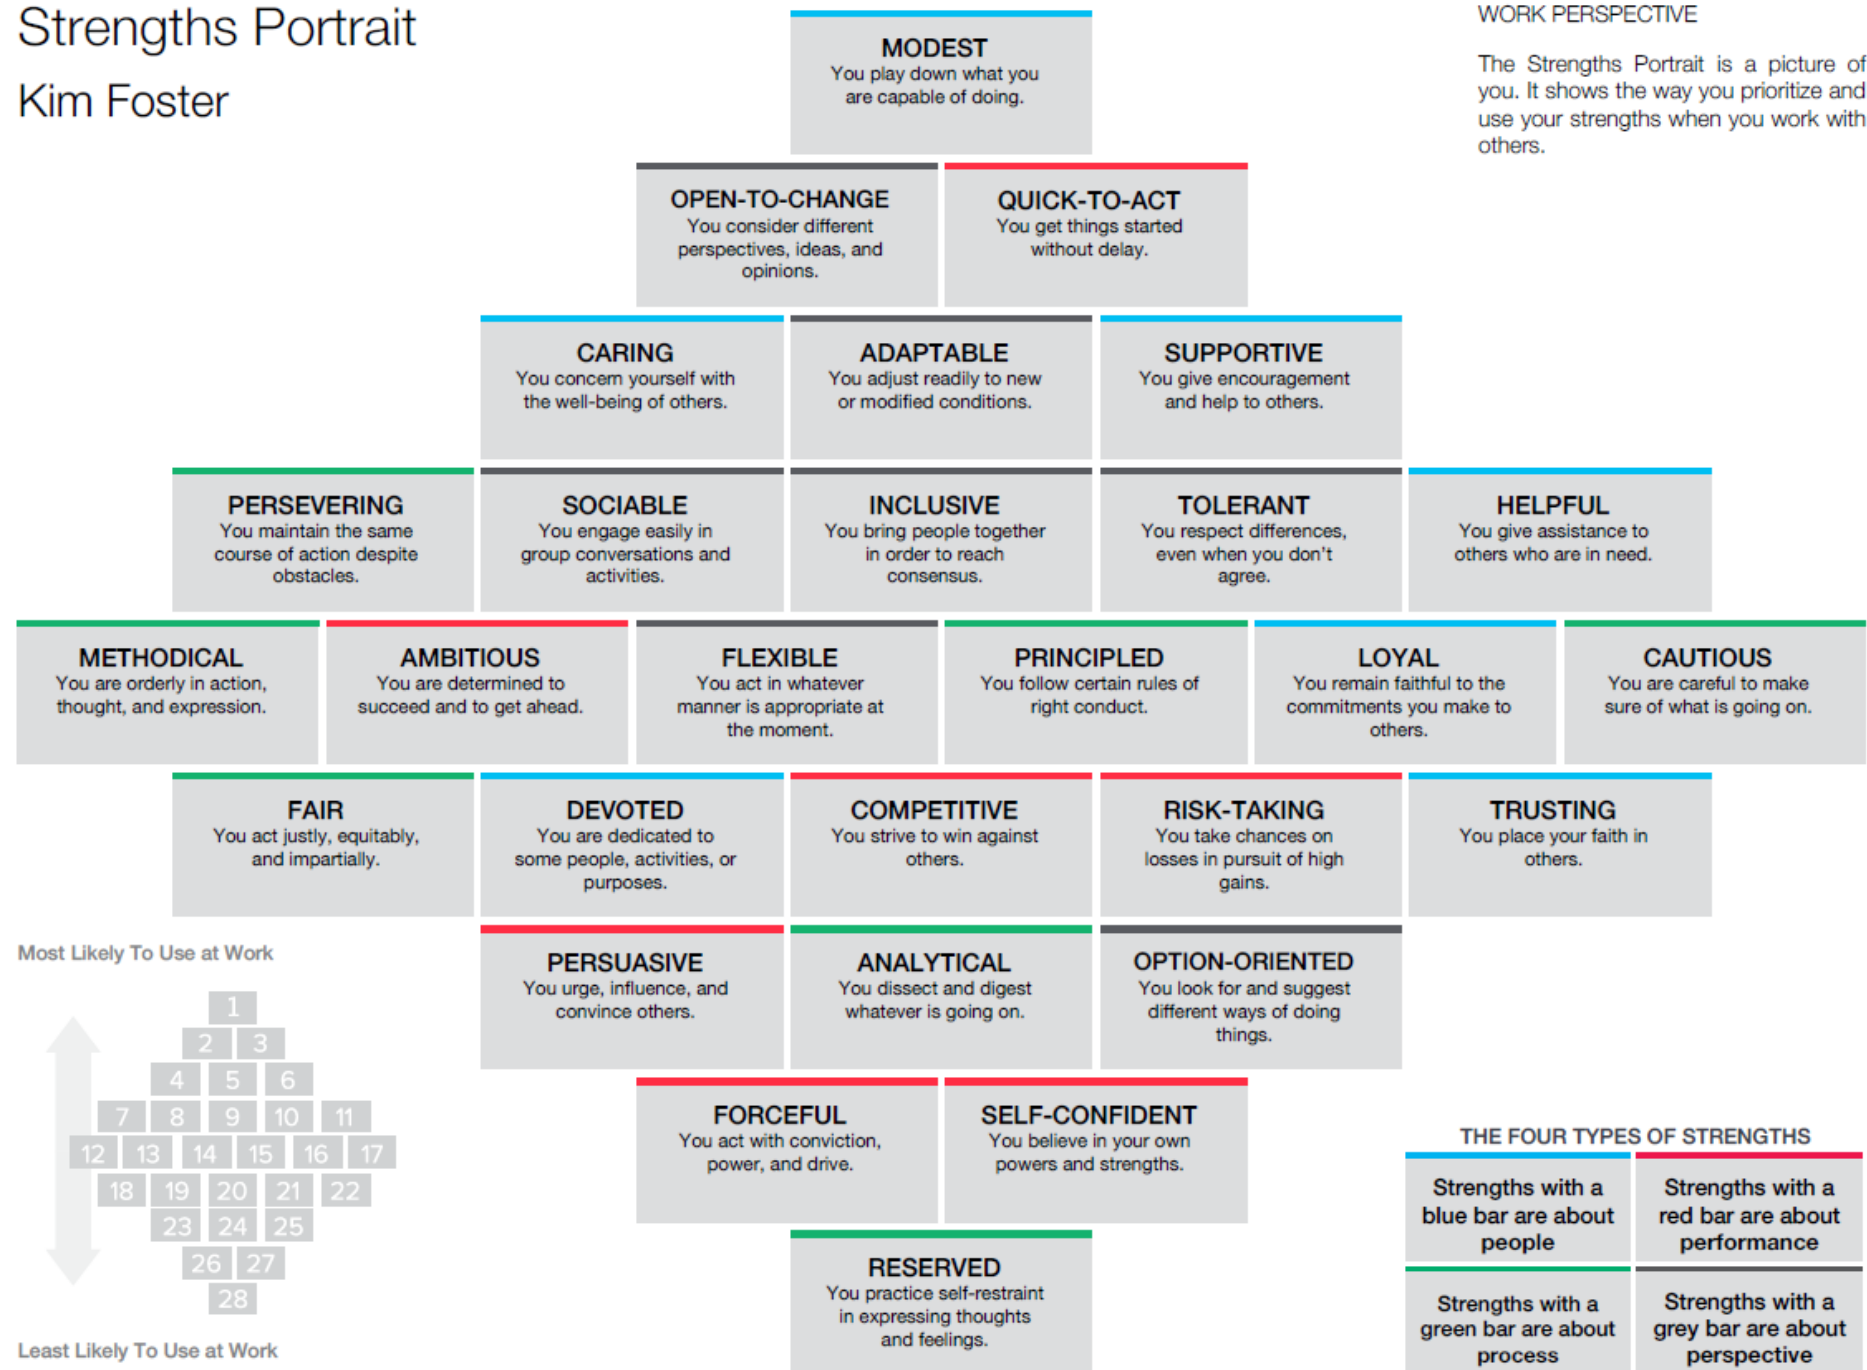 Strengths Portrait
Kim Foster
WORK PERSPECTIVE
The Strengths Portrait is a picture of
you. It shows the way you prioritize and
use your strengths when you work with
others.
MODEST
You play down what you
are capable of doing.
OPEN-TO-CHANGE
You consider different
perspectives, ideas, and
opinions.
QUICK-TO-ACT
You get things started
without delay.
CARING
You concern yourself with
the well-being of others.
ADAPTABLE
You adjust readily to new
or modified conditions.
SUPPORTIVE
You give encouragement
and help to others.
PERSEVERING
You maintain the same
course of action despite
obstacles.
SOCIABLE
You engage easily in
group conversations and
activities.
INCLUSIVE
You bring people together
in order to reach
consensus.
TOLERANT
You respect differences,
even when you don't
agree.
HELPFUL
You give assistance to
others who are in need.
METHODICAL
You are orderly in action,
thought, and expression.
AMBITIOUS
You are determined to
succeed and to get ahead.
FLEXIBLE
You act in whatever
manner is appropriate at
the moment.
PRINCIPLED
You follow certain rules of
right conduct.
LOYAL
You remain faithful to the
commitments you make to
others.
CAUTIOUS
You are careful to make
sure of what is going on.
FAIR
You act justly, equitably,
and impartially.
DEVOTED
You are dedicated to
some people, activities, or
purposes.
COMPETITIVE
You strive to win against
others.
RISK-TAKING
You take chances on
losses in pursuit of high
gains.
TRUSTING
You place your faith in
others.
PERSUASIVE
You urge, influence, and
convince others.
ANALYTICAL
You dissect and digest
whatever is going on.
OPTION-ORIENTED
You look for and suggest
different ways of doing
things.
FORCEFUL
You act with conviction,
power, and drive.
SELF-CONFIDENT
You believe in your own
powers and strengths.
RESERVED
You practice self-restraint
in expressing thoughts
and feelings.
Most Likely To Use at Work
1
2 3
4 5 6
7 8 9 10 11
12 13 14 15 16 17
18 19 20 21 22
23 24 25
26 27
28
Least Likely To Use at Work
THE FOUR TYPES OF STRENGTHS
Strengths with a
blue bar are about
people
Strengths with a
red bar are about
performance
Strengths with a
green bar are about
process
Strengths with a
grey bar are about
perspective